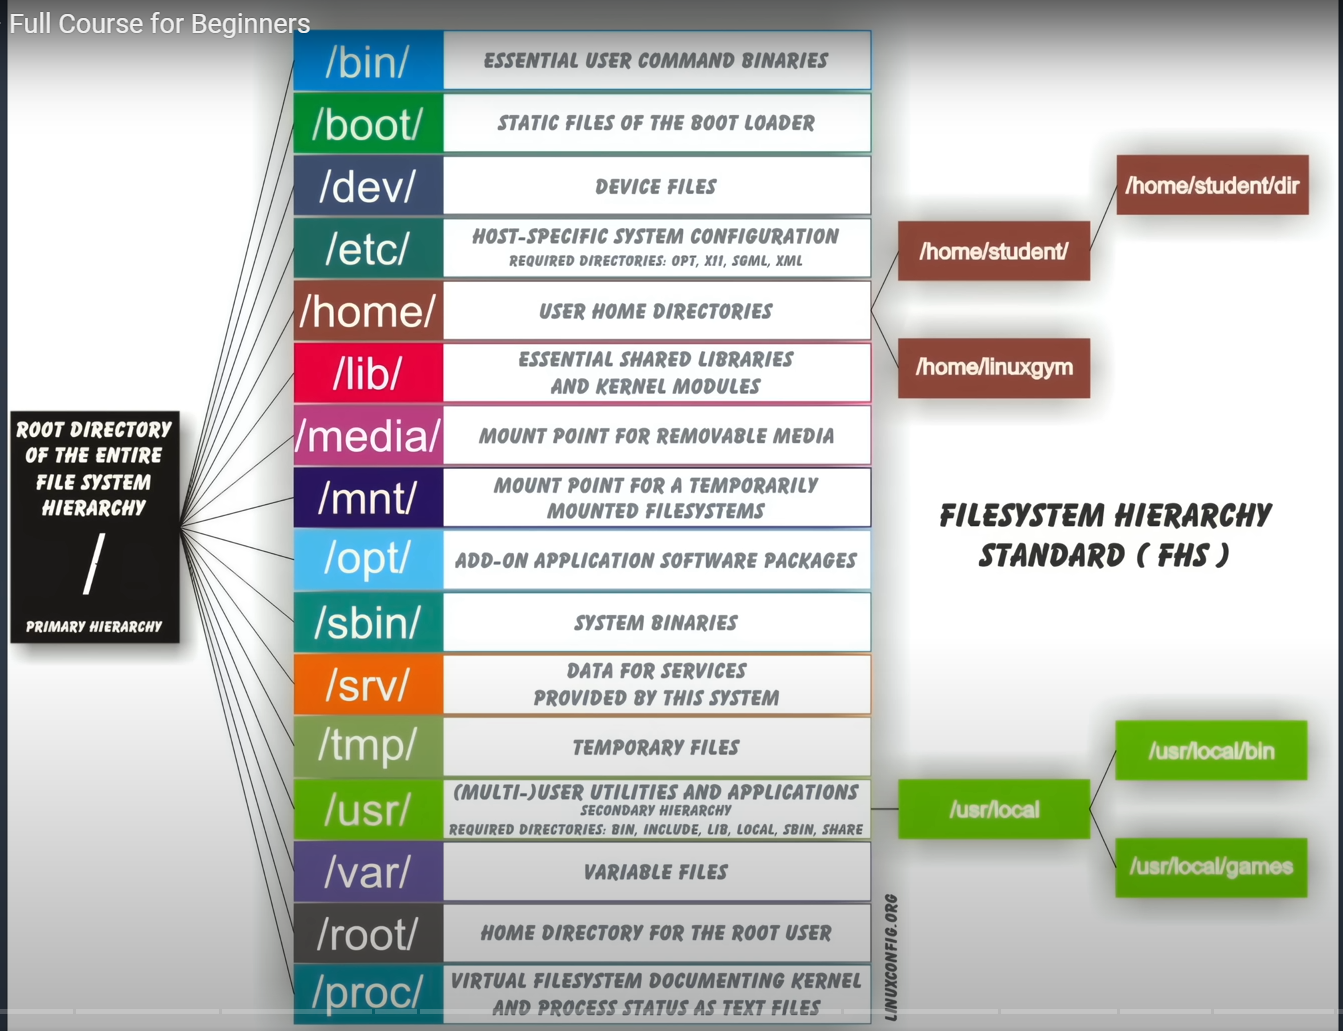 Full Course for Beginners
/bin/ ESSENTIAL USER COMMAND BINARIES
/boot/ STATIC FILES OF THE BOOT LOADER
/dev/ DEVICE FILES
/etc/ HOST-SPECIFIC SYSTEM CONFIGURATION
REQUIRED DIRECTORIES: OPT, X11, SGML, XML
/home/ USER HOME DIRECTORIES
/lib/ ESSENTIAL SHARED LIBRARIES
AND KERNEL MODULES
/media/ MOUNT POINT FOR REMOVABLE MEDIA
/mnt/ MOUNT POINT FOR A TEMPORARILY
MOUNTED FILESYSTEMS
/opt/ ADD-ON APPLICATION SOFTWARE PACKAGES
/sbin/ SYSTEM BINARIES
/srv/ DATA FOR SERVICES
PROVIDED BY THIS SYSTEM
/tmp/ TEMPORARY FILES
/usr/ (MULTI-)USER UTILITIES AND APPLICATIONS
SECONDARY HIERARCHY
REQUIRED DIRECTORIES: BIN, INCLUDE, LIB, LOCAL, SBIN, SHARE
/var/ VARIABLE FILES
/root/ HOME DIRECTORY FOR THE ROOT USER
/proc/ VIRTUAL FILESYSTEM DOCUMENTING KERNEL
AND PROCESS STATUS AS TEXT FILES
ROOT DIRECTORY
OF THE ENTIRE
FILE SYSTEM
HIERARCHY
/
PRIMARY HIERARCHY
/home/student/dir
/home/student/
/home/linuxgym
FILESYSTEM HIERARCHY
STANDARD ( FHS )
/usr/local/bin
/usr/local
/usr/local/games
LINUXCONFIG.ORG